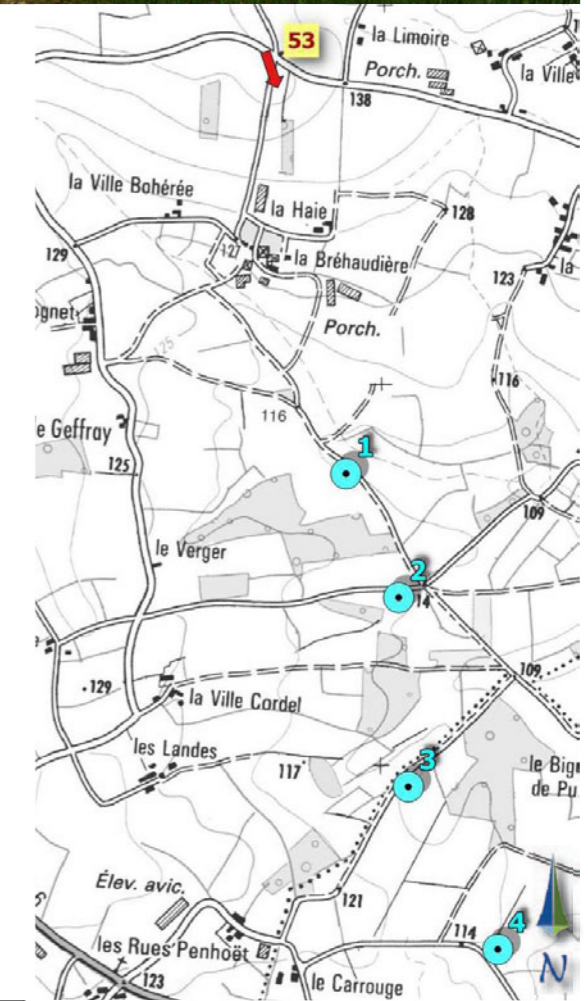 53
la Limoire
Porch.
la Ville
138
la Ville Bohérée
la Haie
128
129
127
la Bréhaudière
123
ognet
Porch.
125
116
116
1
e Geffray
125
109
le Verger
2
14
109
129
la Ville Cordel
les Landes
117
3
le Big
de Pu
Élev. avic.
121
4
114
les Rues Penhoët
N
le Carrouge
123